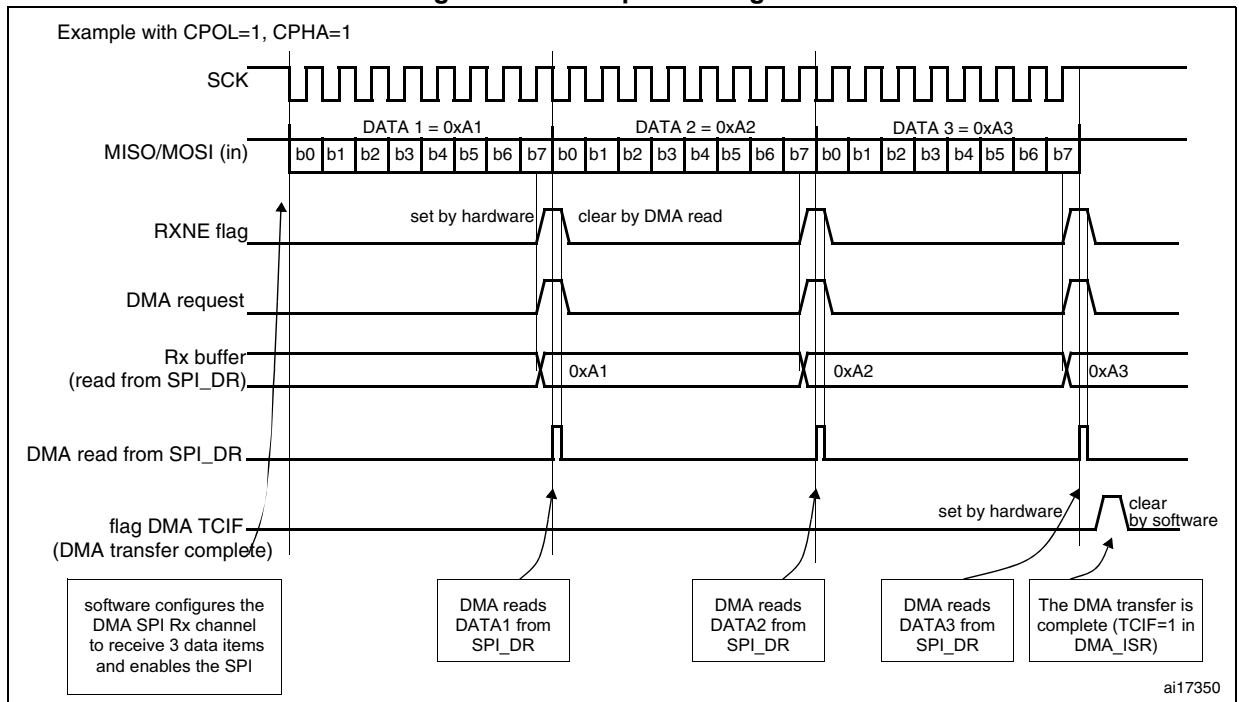 Example with CPOL=1, CPHA=1
SCK
DATA 1 = 0xA1
DATA 2 = 0xA2
DATA 3 = 0xA3
MISO/MOSI (in)
b0 b1 b2 b3 b4 b5 b6 b7 b0 b1 b2 b3 b4 b5 b6 b7 b0 b1 b2 b3 b4 b5 b6 b7
set by hardware
clear by DMA read
RXNE flag
DMA request
Rx buffer
(read from SPI_DR)
0xA1
0xA2
0xA3
DMA read from SPI_DR
flag DMA TCIF
(DMA transfer complete)
set by hardware
clear
by software
software configures the
DMA SPI Rx channel
to receive 3 data items
and enables the SPI
DMA reads
DATA1 from
SPI_DR
DMA reads
DATA2 from
SPI_DR
DMA reads
DATA3 from
SPI_DR
The DMA transfer is
complete (TCIF=1 in
DMA_ISR)
ai17350